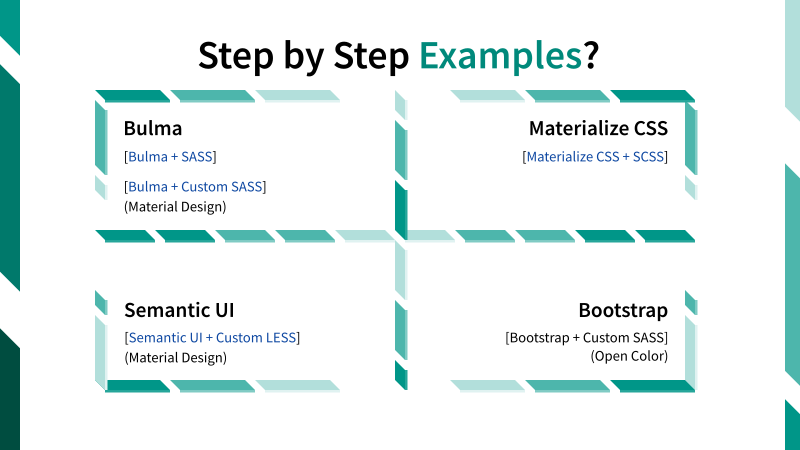 Step by Step Examples?
Bulma
[Bulma + SASS]
[Bulma + Custom SASS]
(Material Design)
Materialize CSS
[Materialize CSS + SCSS]
Semantic UI
[Semantic UI + Custom LESS]
(Material Design)
Bootstrap
[Bootstrap + Custom SASS]
(Open Color)